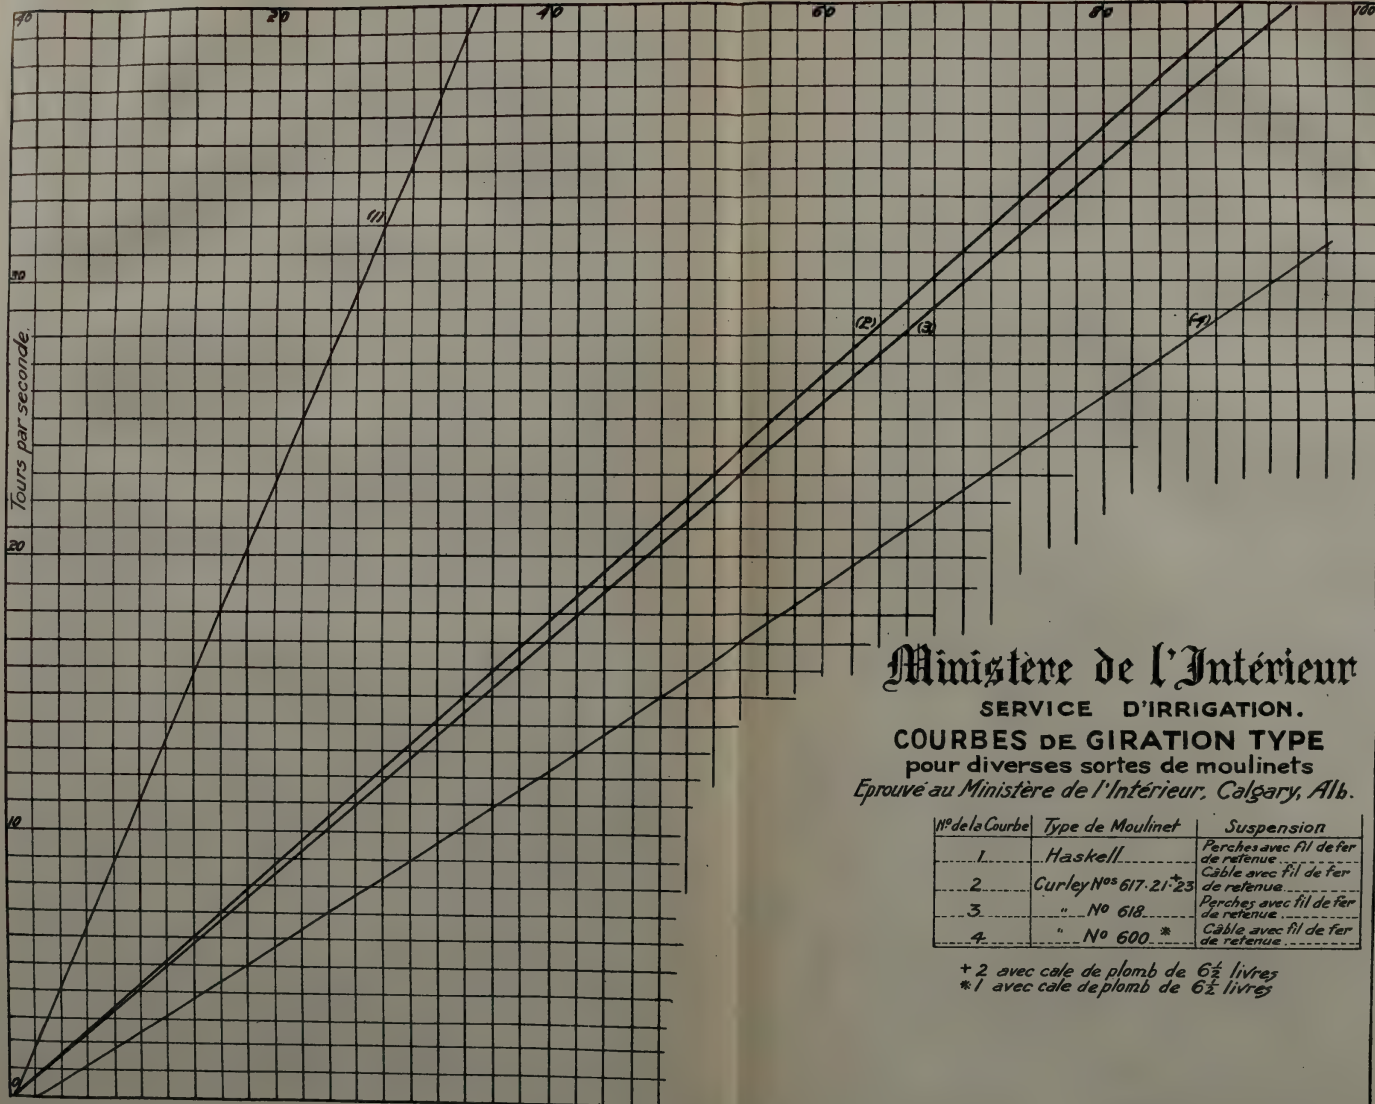 40 20 40 60 80 100
(1)
30
(2) (3) (4)
Tours par seconde.
20
10
0
Ministère de l'Intérieur
SERVICE D'IRRIGATION.
COURBES DE GIRATION TYPE
pour diverses sortes de moulinets
Eprouvé au Ministère de l'Intérieur, Calgary, Alb.
Nº de la Courbe Type de Moulinet Suspension
1 Haskell Perches avec fil de fer
de retenue
2 Curley Nos 617-21-+23 Câble avec fil de fer
de retenue
3 " Nº 618 Perches avec fil de fer
de retenue
4 " Nº 600 * Câble avec fil de fer
de retenue
+ 2 avec cale de plomb de 6½ livres
* 1 avec cale de plomb de 6½ livres